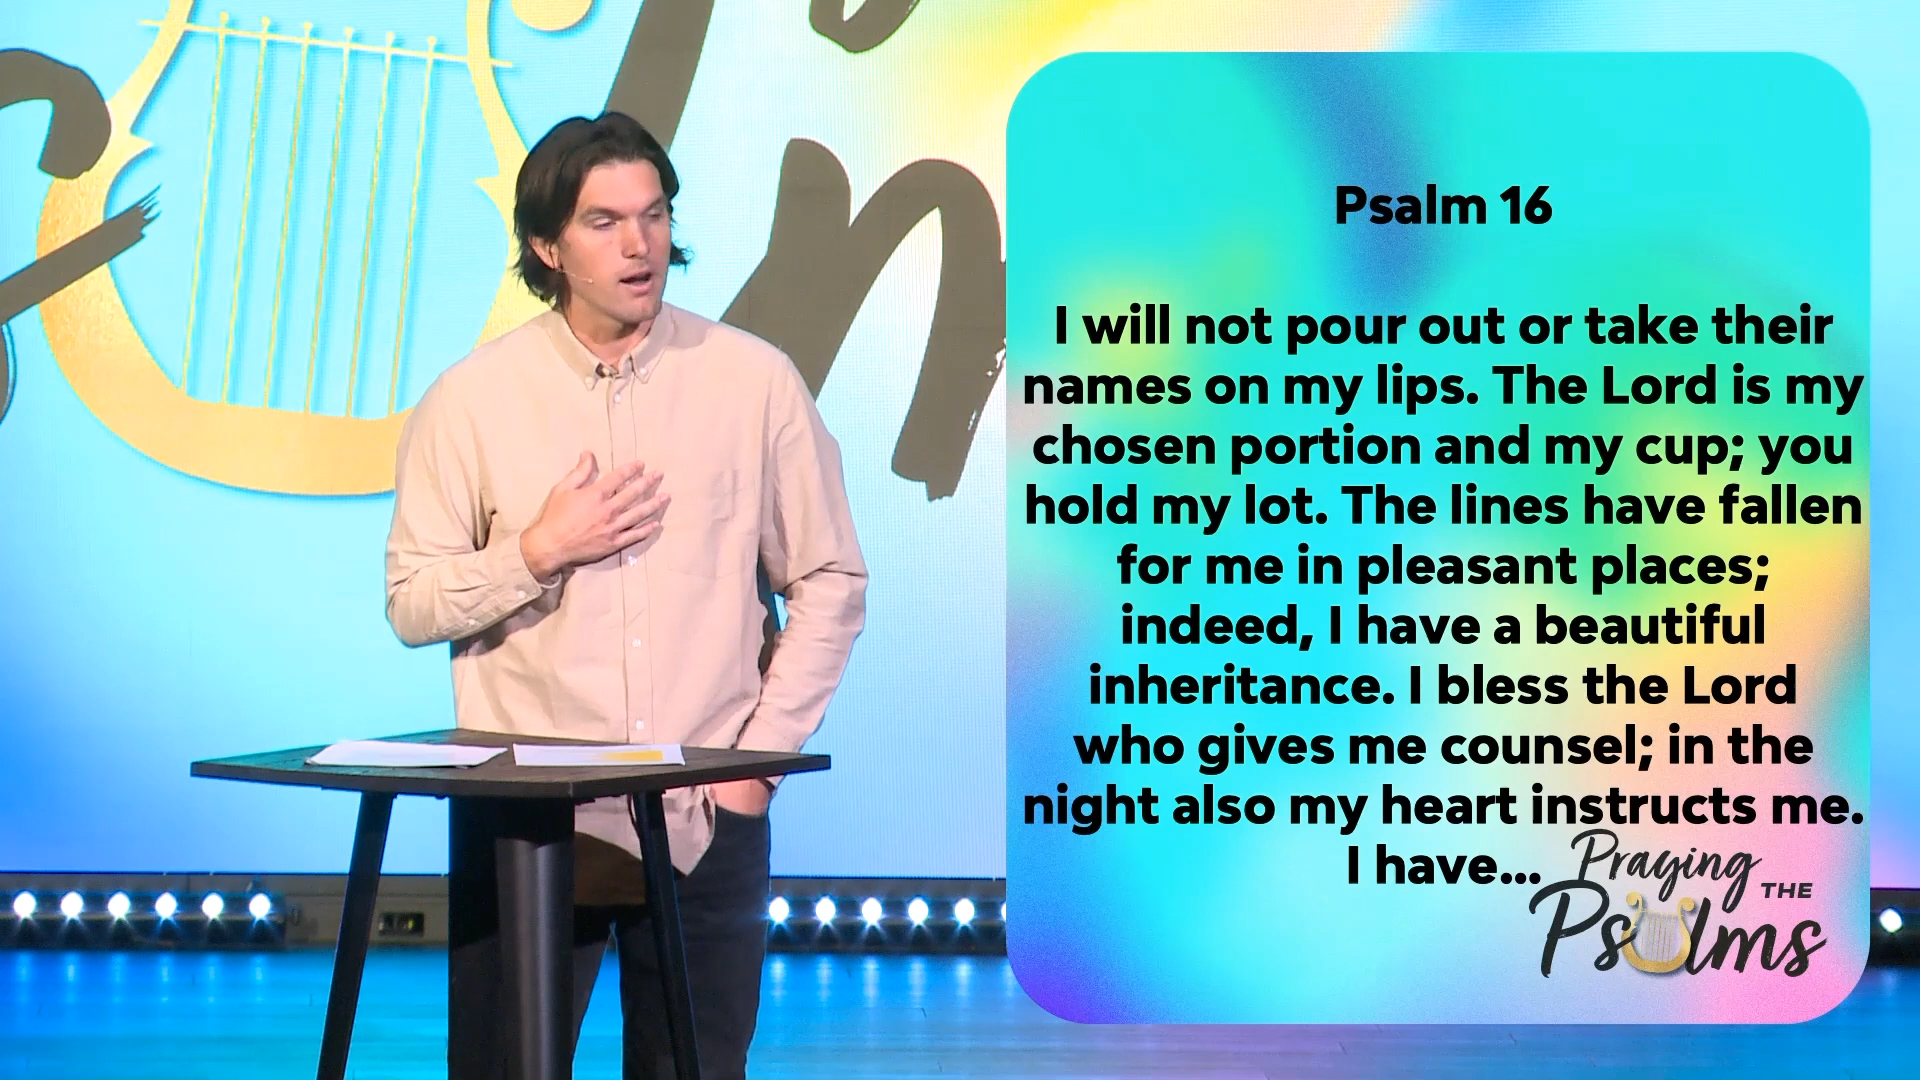 Psalm 16
I will not pour out or take their
names on my lips. The Lord is my
chosen portion and my cup; you
hold my lot. The lines have fallen
for me in pleasant places;
indeed, I have a beautiful
inheritance. I bless the Lord
who gives me counsel; in the
night also my heart instructs me.
I have...
Praying
THE
Psalms